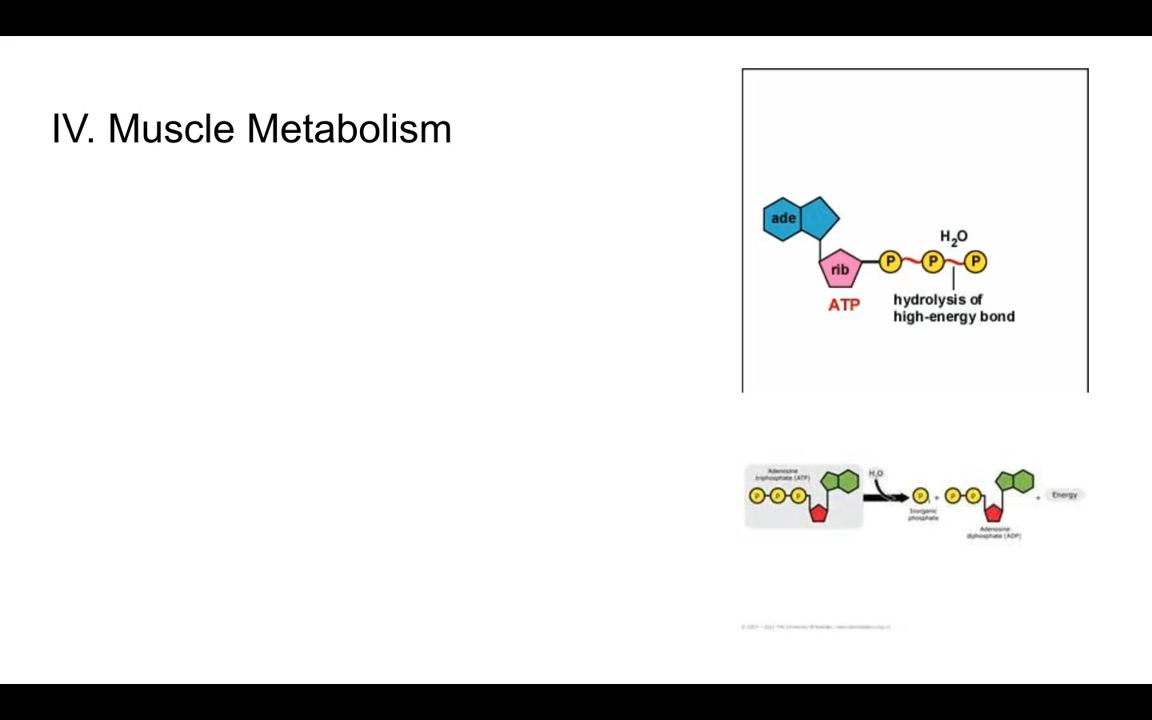 IV. Muscle Metabolism
ade
H₂O
P P P
rib
ATP
hydrolysis of
high-energy bond
Adenosine
triphosphate (ATP)
H₂O
P P P
P i + P P + Energy
Inorganic
phosphate
Adenosine
diphosphate (ADP)